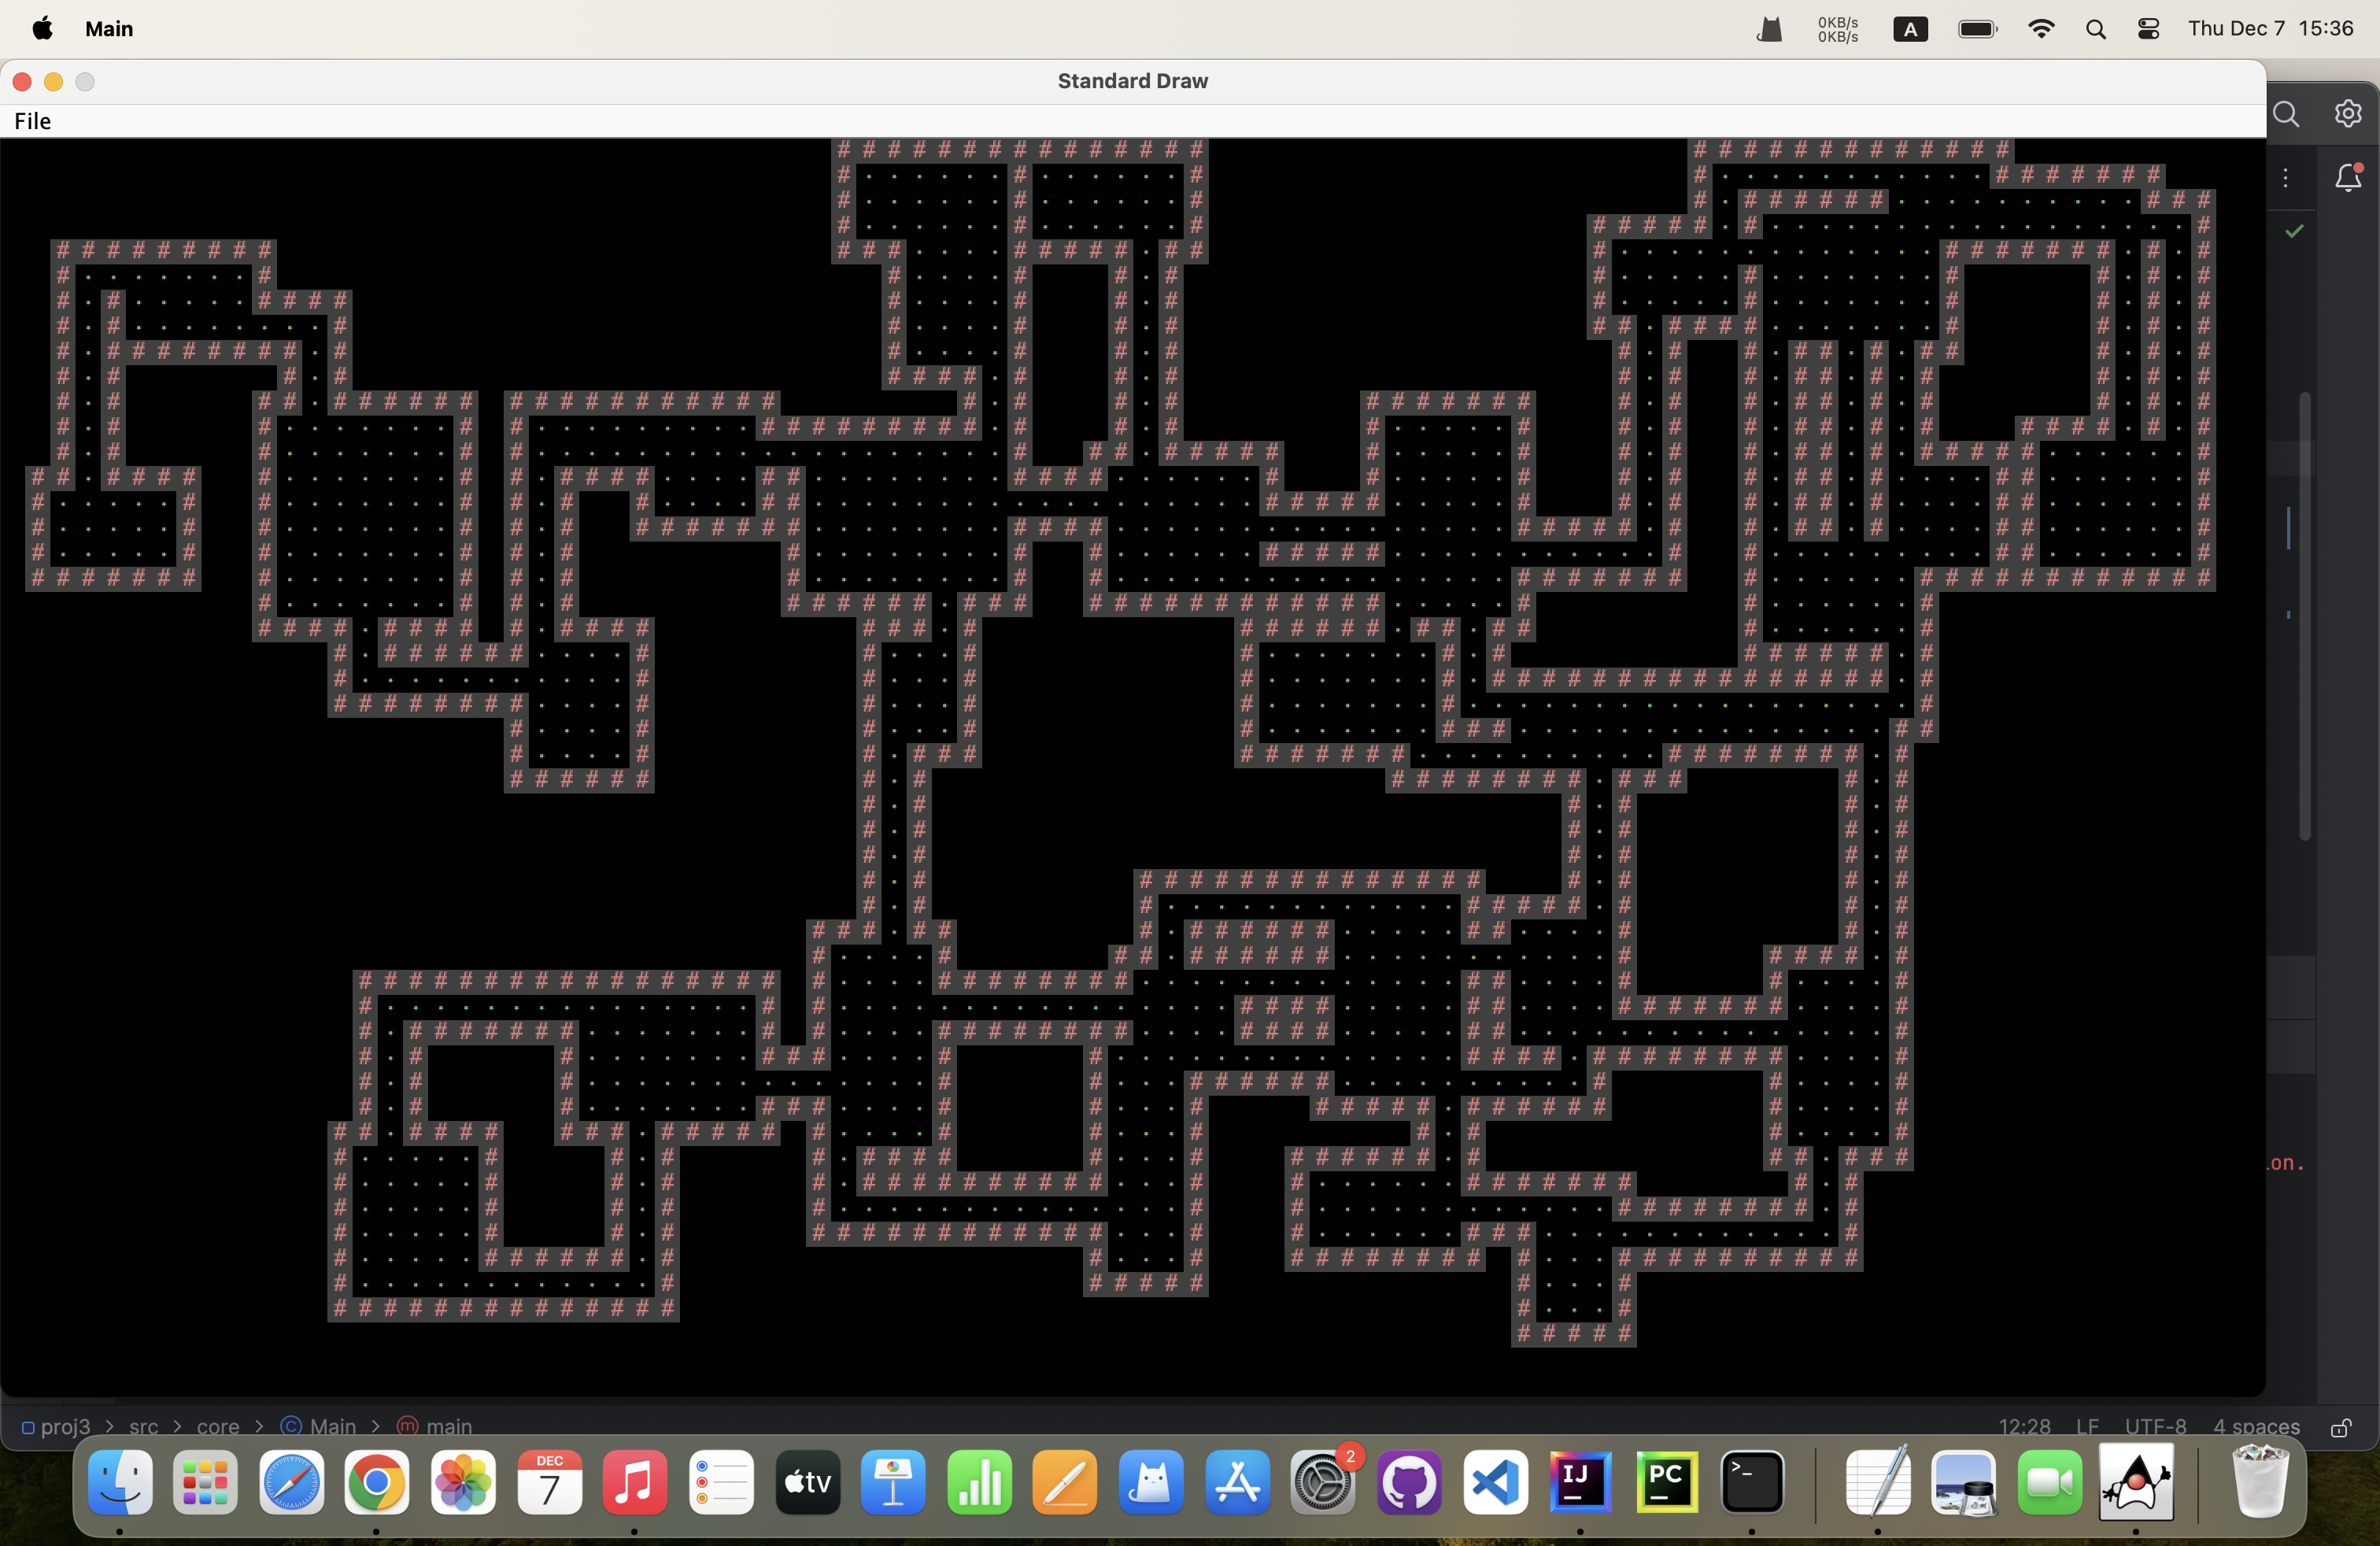 Main
0KB/s
0KB/s
A
Thu Dec 7 15:36
Standard Draw
File
ion.
proj3 > src > core > C Main > m main
12:28 LF UTF-8 4 spaces
DEC
7
tv
2
IJ
PC
>_